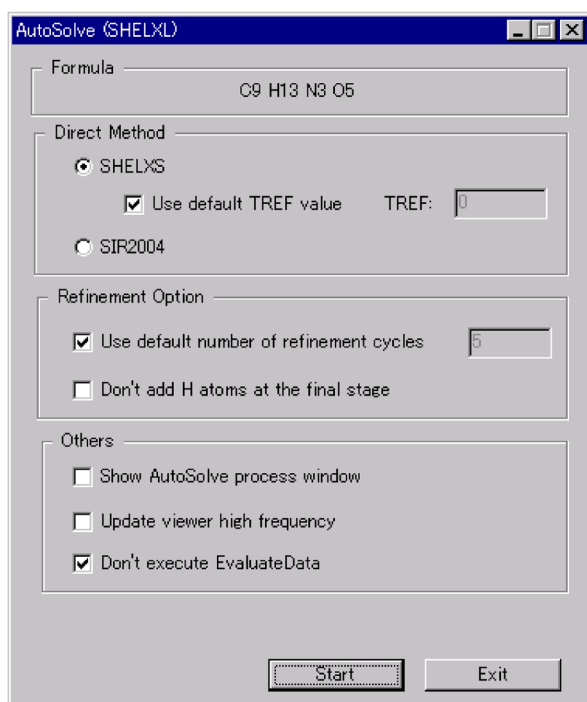 AutoSolve (SHELXL)
Formula
C9 H13 N3 O5
Direct Method
SHELXS
Use default TREF value TREF: 0
SIR2004
Refinement Option
Use default number of refinement cycles 5
Don't add H atoms at the final stage
Others
Show AutoSolve process window
Update viewer high frequency
Don't execute EvaluateData
Start Exit